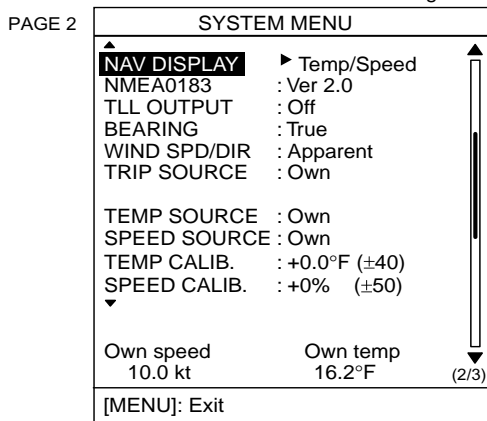 PAGE 2
SYSTEM MENU
NAV DISPLAY Temp/Speed
NMEA0183 : Ver 2.0
TLL OUTPUT : Off
BEARING : True
WIND SPD/DIR : Apparent
TRIP SOURCE : Own
TEMP SOURCE : Own
SPEED SOURCE : Own
TEMP CALIB. : +0.0°F (±40)
SPEED CALIB. : +0% (±50)
Own speed Own temp
10.0 kt 16.2°F (2/3)
[MENU]: Exit